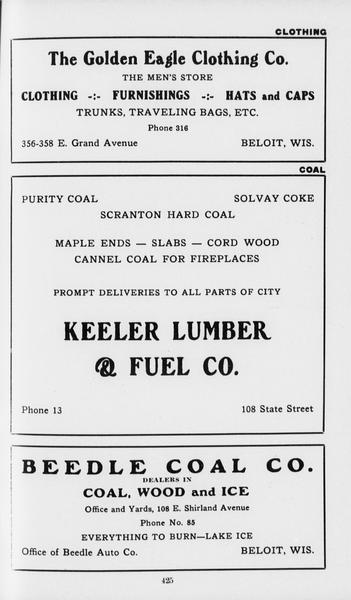 CLOTHING
The Golden Eagle Clothing Co.
THE MEN'S STORE
CLOTHING -:- FURNISHINGS -:- HATS and CAPS
TRUNKS, TRAVELING BAGS, ETC.
Phone 316
356-358 E. Grand Avenue BELOIT, WIS.
COAL
PURITY COAL SOLVAY COKE
SCRANTON HARD COAL
MAPLE ENDS — SLABS — CORD WOOD
CANNEL COAL FOR FIREPLACES
PROMPT DELIVERIES TO ALL PARTS OF CITY
KEELER LUMBER
& FUEL CO.
Phone 13 108 State Street
BEEDLE COAL CO.
DEALERS IN
COAL, WOOD and ICE
Office and Yards, 108 E. Shirland Avenue
Phone No. 85
EVERYTHING TO BURN—LAKE ICE
Office of Beedle Auto Co. BELOIT, WIS.
425